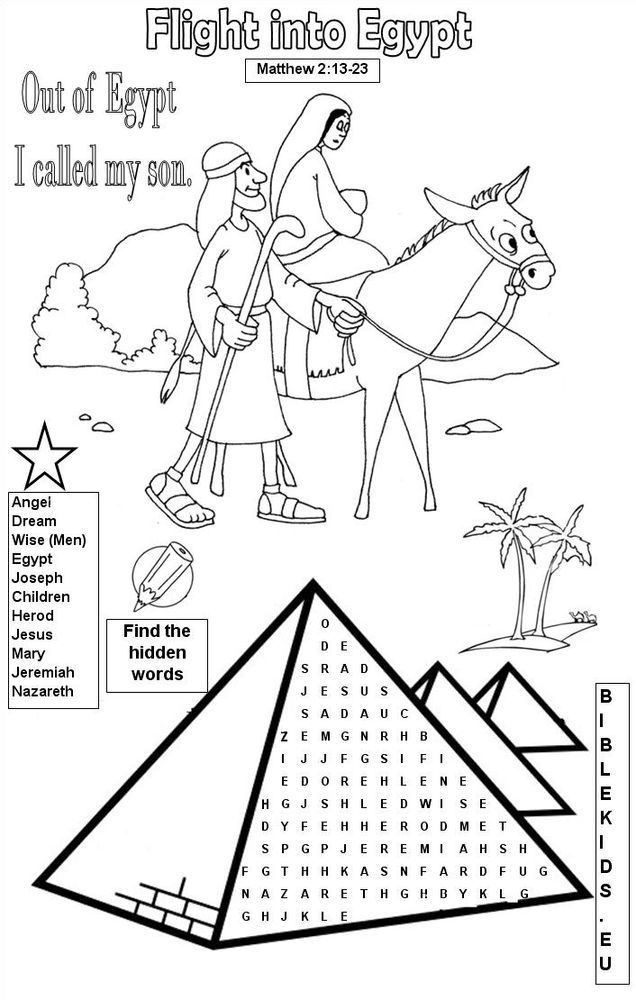 Flight into Egypt
Matthew 2:13-23
Out of Egypt
I called my son.
Angel
Dream
Wise (Men)
Egypt
Joseph
Children
Herod
Jesus
Mary
Jeremiah
Nazareth
Find the
hidden
words
O
D E
S R A D
J E S U S
S A D A U C
Z E M G N R H B
I J J F G S I F I
E D O R E H L E N E
H G J S H L E D W I S E
D Y F E H H E R O D M E T
S P G P J E R E M I A H S H
F G T H H K A S N F A R D F U G
N A Z A R E T H G H B Y K L G
G H J K L E
BIBLEKIDS.EU